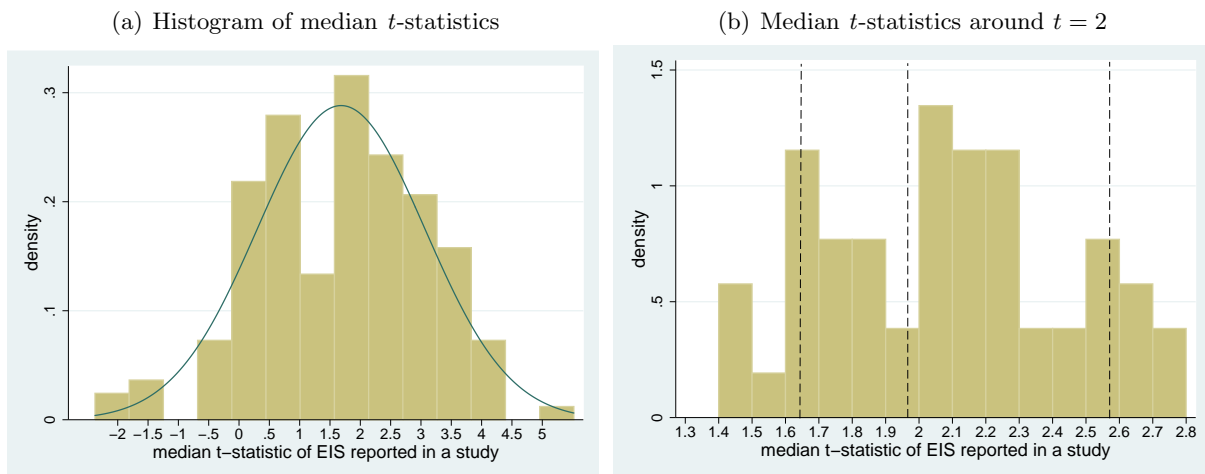 (a) Histogram of median t-statistics
.3
.2
.1
0
density
−2 −1.5 −1 −.5 0 .5 1 1.5 2 2.5 3 3.5 4 4.5 5
median t−statistic of EIS reported in a study
(b) Median t-statistics around t = 2
1.5
1
.5
0
density
1.3 1.4 1.5 1.6 1.7 1.8 1.9 2 2.1 2.2 2.3 2.4 2.5 2.6 2.7 2.8
median t−statistic of EIS reported in a study